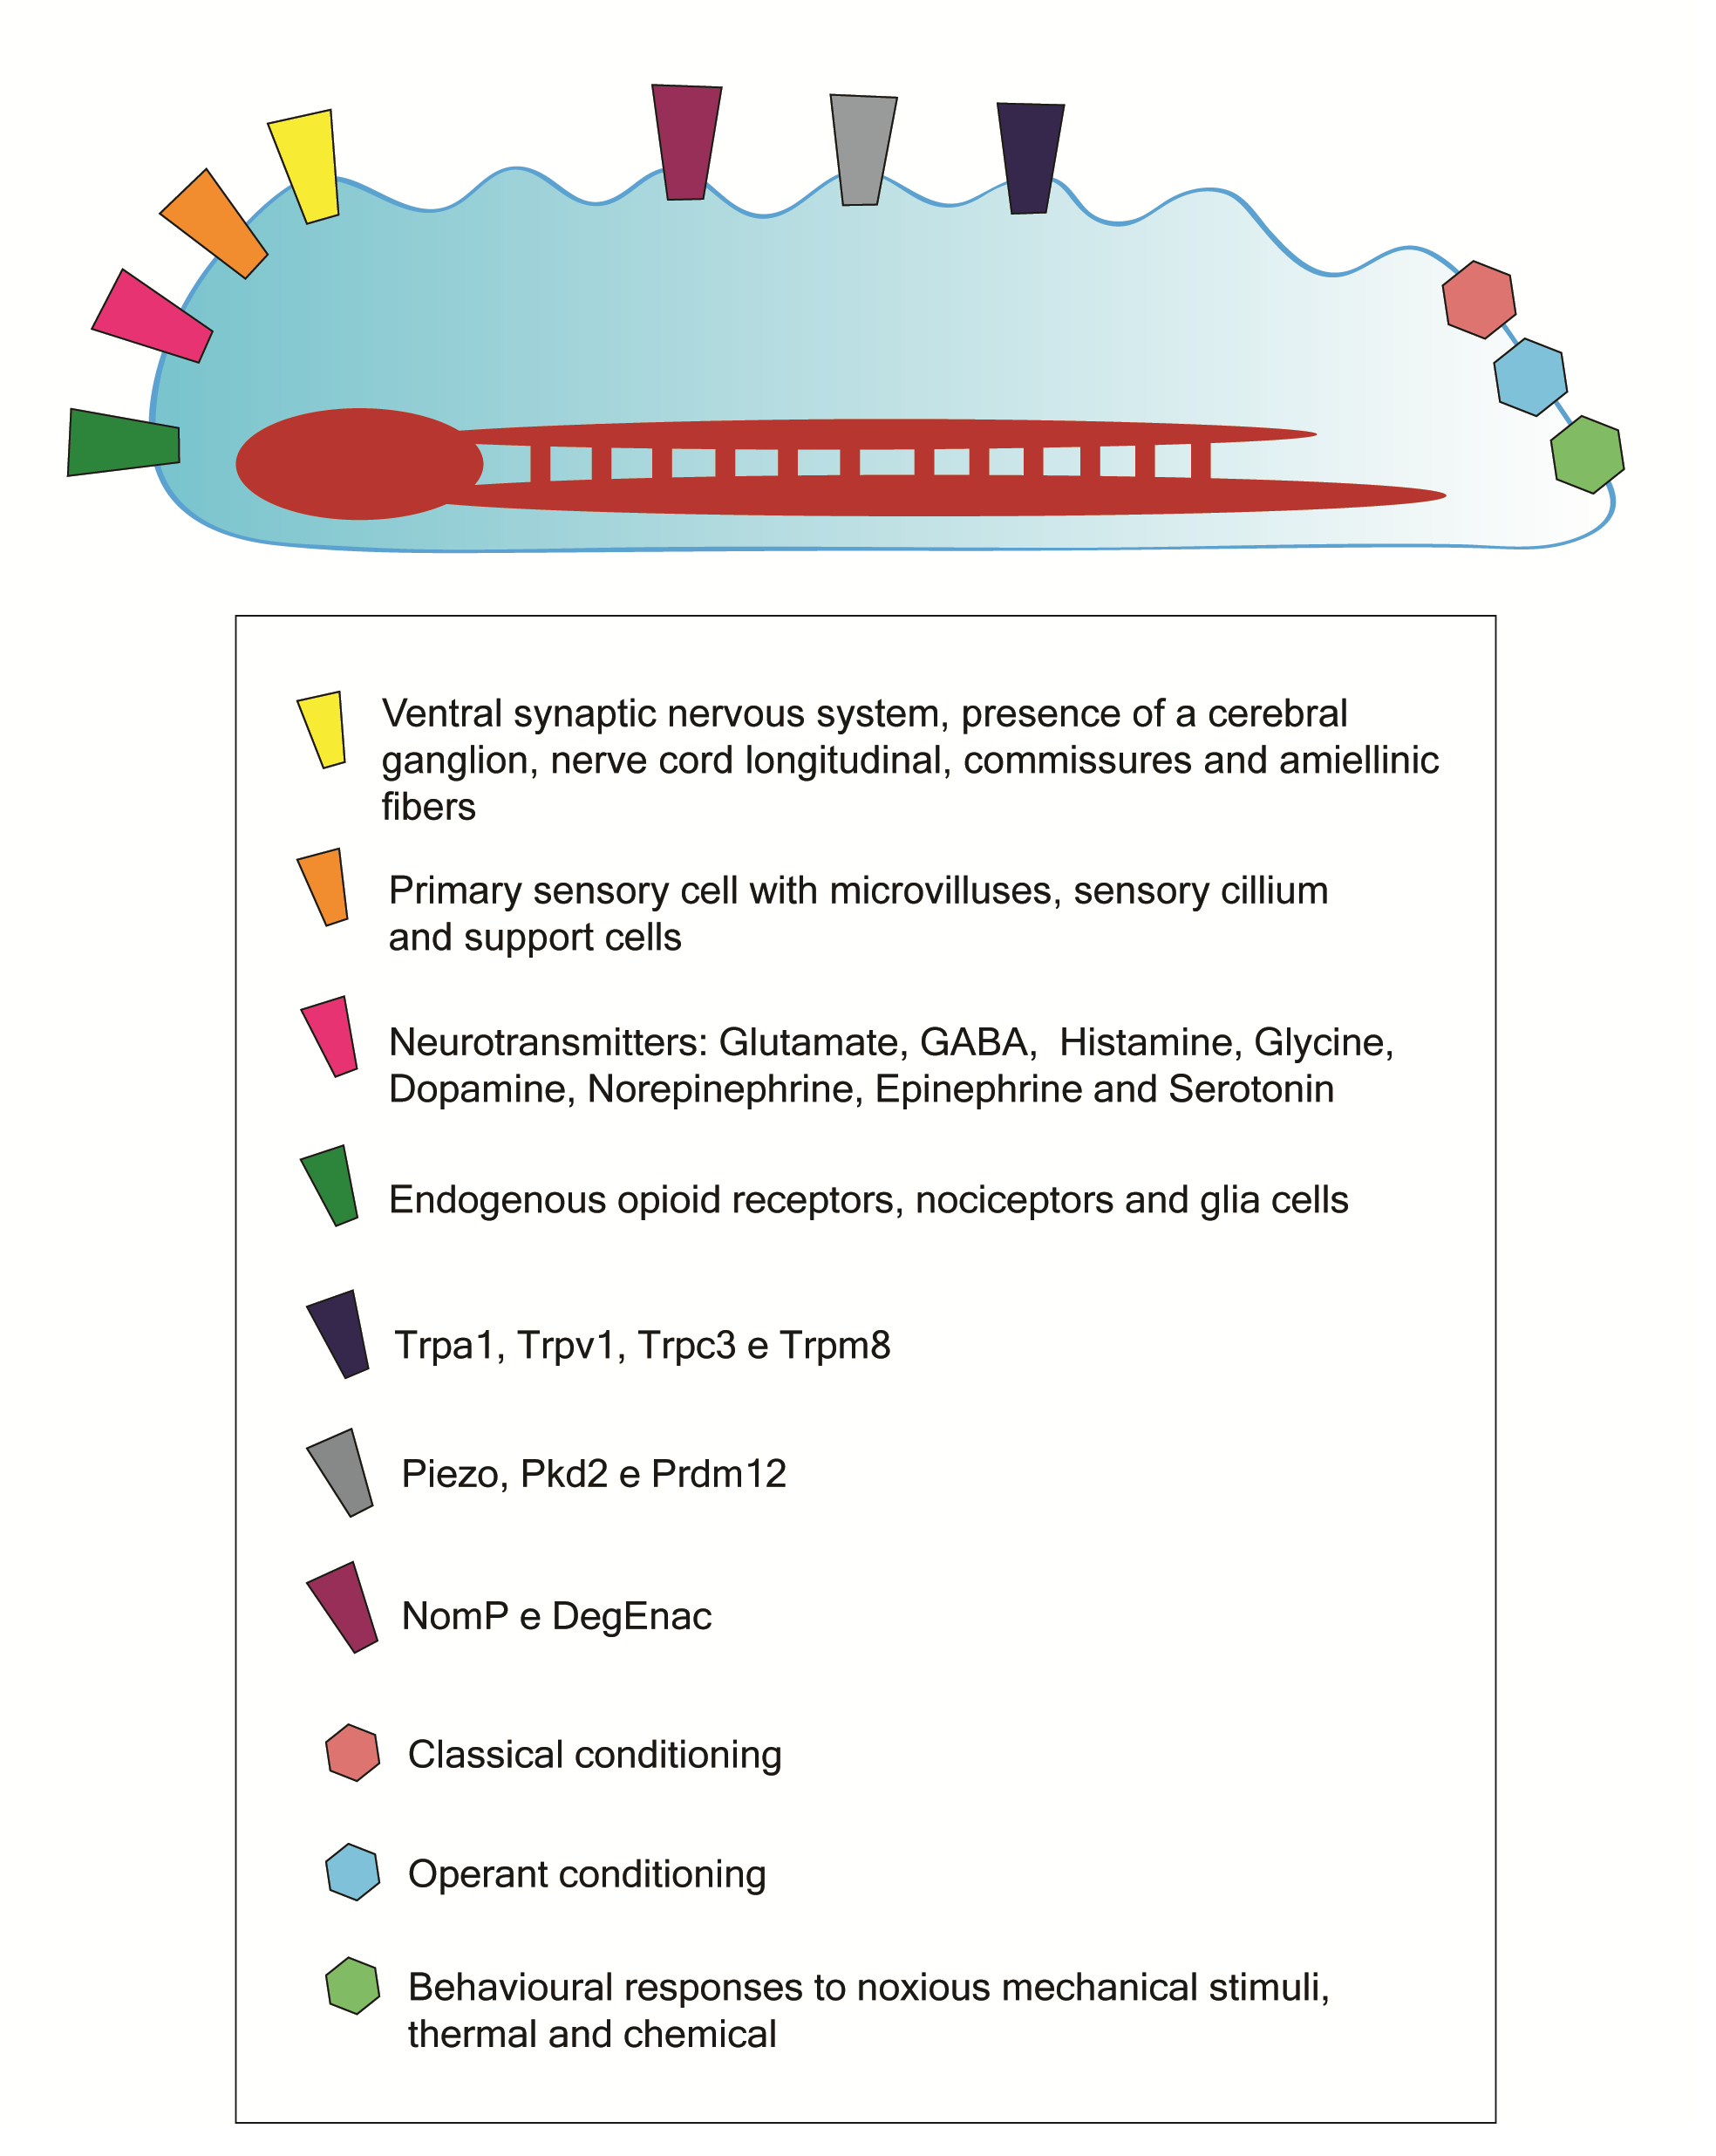 Ventral synaptic nervous system, presence of a cerebral
ganglion, nerve cord longitudinal, commissures and amiellinic
fibers
Primary sensory cell with microvilluses, sensory cillium
and support cells
Neurotransmitters: Glutamate, GABA, Histamine, Glycine,
Dopamine, Norepinephrine, Epinephrine and Serotonin
Endogenous opioid receptors, nociceptors and glia cells
Trpa1, Trpv1, Trpc3 e Trpm8
Piezo, Pkd2 e Prdm12
NomP e DegEnac
Classical conditioning
Operant conditioning
Behavioural responses to noxious mechanical stimuli,
thermal and chemical